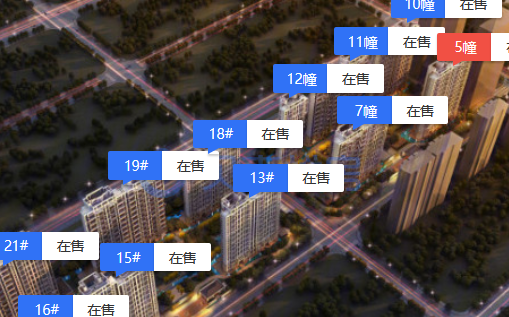 10幢 在售
11幢 在售
5幢
12幢 在售
7幢 在售
18# 在售
19# 在售
13# 在售
21# 在售
15# 在售
16# 在售